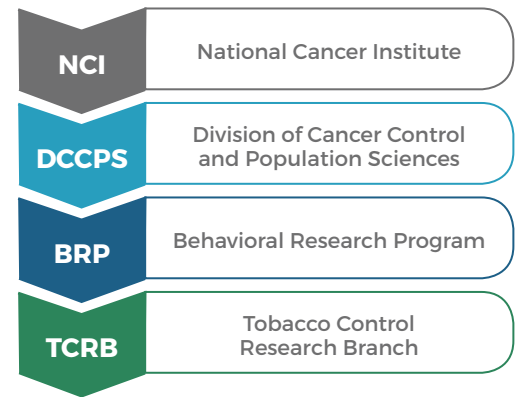 NCI
National Cancer Institute
DCCPS
Division of Cancer Control
and Population Sciences
BRP
Behavioral Research Program
TCRB
Tobacco Control
Research Branch